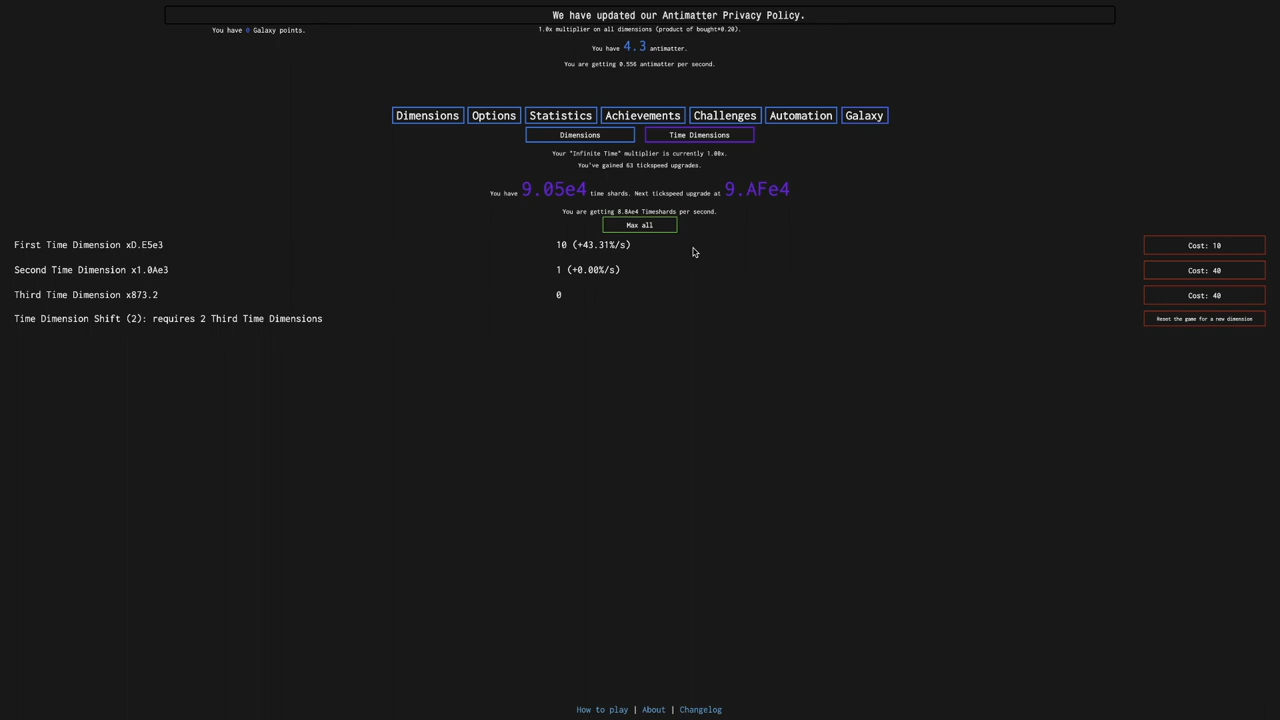 We have updated our Antimatter Privacy Policy.
You have 0 Galaxy points.
1.0x multiplier on all dimensions (product of bought*0.20).
You have 4.3 antimatter.
You are getting 0.556 antimatter per second.
Dimensions Options Statistics Achievements Challenges Automation Galaxy
Dimensions Time Dimensions
Your "Infinite Time" multiplier is currently 1.00x.
You've gained 63 tickspeed upgrades.
You have 9.05e4 time shards. Next tickspeed upgrade at 9.AFe4
You are getting 8.8Ae4 Timeshards per second.
Max all
First Time Dimension xD.E5e3 10 (+43.31%/s) Cost: 10
Second Time Dimension x1.0Ae3 1 (+0.00%/s) Cost: 40
Third Time Dimension x873.2 0 Cost: 40
Time Dimension Shift (2): requires 2 Third Time Dimensions Reset the game for a new dimension
How to play | About | Changelog